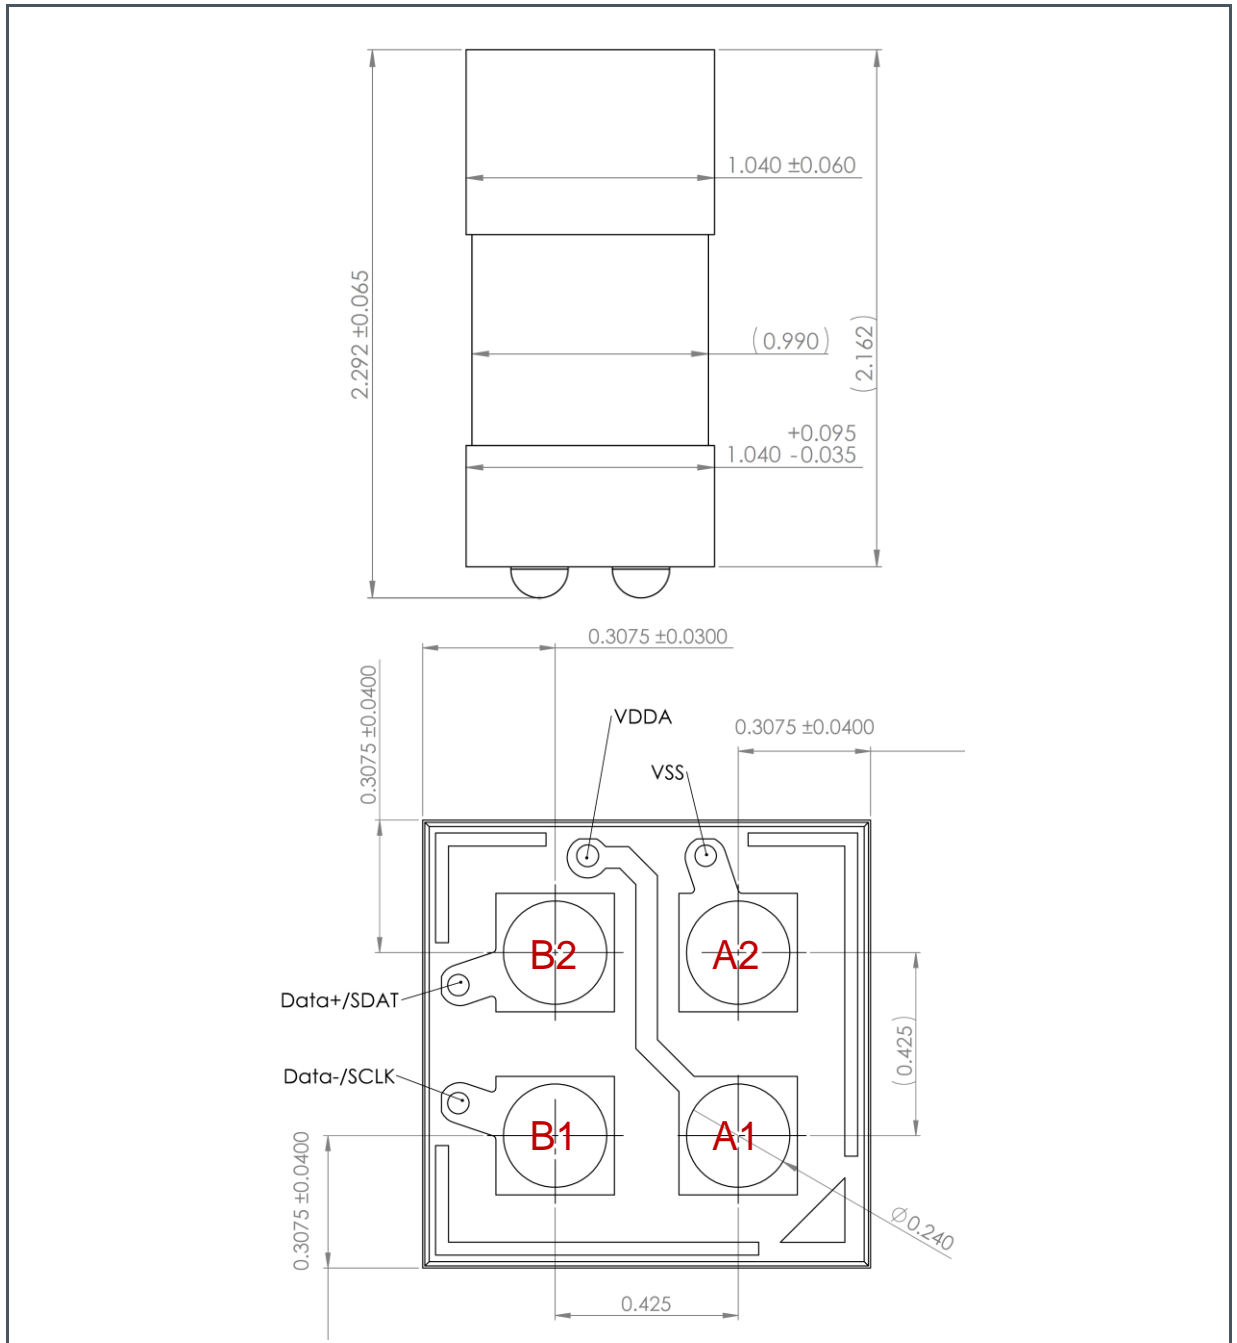 1.040 ±0.060
2.292 ±0.065
(0.990)
(2.162)
+0.095
1.040 -0.035
0.3075 ±0.0300
0.3075 ±0.0400
VDDA
0.3075 ±0.0400
VSS
B2
A2
Data+/SDAT
(0.425)
Data-/SCLK
B1
A1
0.3075 ±0.0400
Ø0.240
0.425